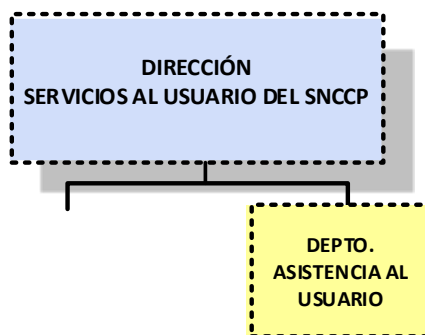 DIRECCIÓN
SERVICIOS AL USUARIO DEL SNCCP
DEPTO.
ASISTENCIA AL
USUARIO